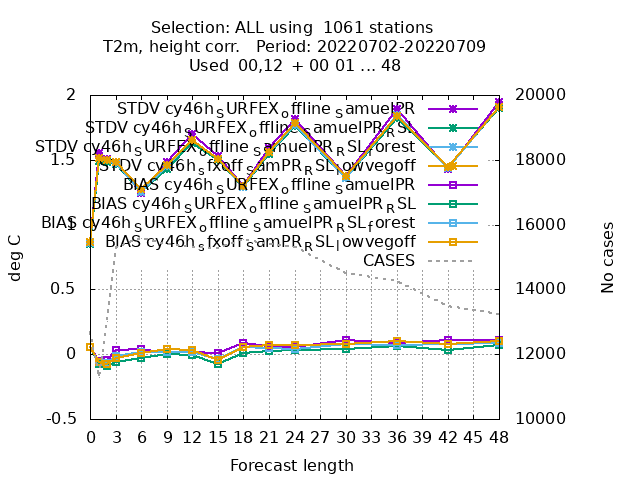 Selection: ALL using  1061 stations
T2m, height corr.   Period: 20220702-20220709
Used  00,12  + 00 01 ... 48
2
1.5
1
0.5
0
-0.5
deg C
STDV cy46h_SURFEX_offline_samuelPR
STDV cy46h_SURFEX_offline_samuelPR_RSL
STDV cy46h_SURFEX_offline_samuelPR_RSL_forest
STDV cy46h_sfxoff_samPR_RSL_lowvegoff
BIAS cy46h_SURFEX_offline_samuelPR
BIAS cy46h_SURFEX_offline_samuelPR_RSL
BIAS cy46h_SURFEX_offline_samuelPR_RSL_forest
BIAS cy46h_sfxoff_samPR_RSL_lowvegoff
CASES
20000
18000
16000
14000
12000
10000
No cases
0 3 6 9 12 15 18 21 24 27 30 33 36 39 42 45 48
Forecast length